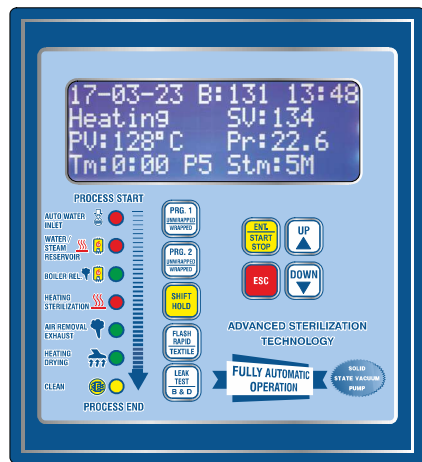 17-03-23 B:131 13:48
Heating SV:134
PV:128°C Pr:22.6
Tm:0:00 P5 Stm:5M
PROCESS START
AUTO WATER
INLET
WATER/
STEAM
RESERVOIR
BOILER REL.
HEATING
STERILIZATION
AIR REMOVAL
EXHAUST
HEATING
DRYING
CLEAN
PROCESS END
PRG. 1
UNWRAPPED
WRAPPED
PRG. 2
UNWRAPPED
WRAPPED
SHIFT
HOLD
FLASH
RAPID
TEXTILE
LEAK
TEST
B & D
ENT.
START
STOP
UP
ESC
DOWN
ADVANCED STERILIZATION
TECHNOLOGY
FULLY AUTOMATIC
OPERATION
SOLID
STATE VACUUM
PUMP